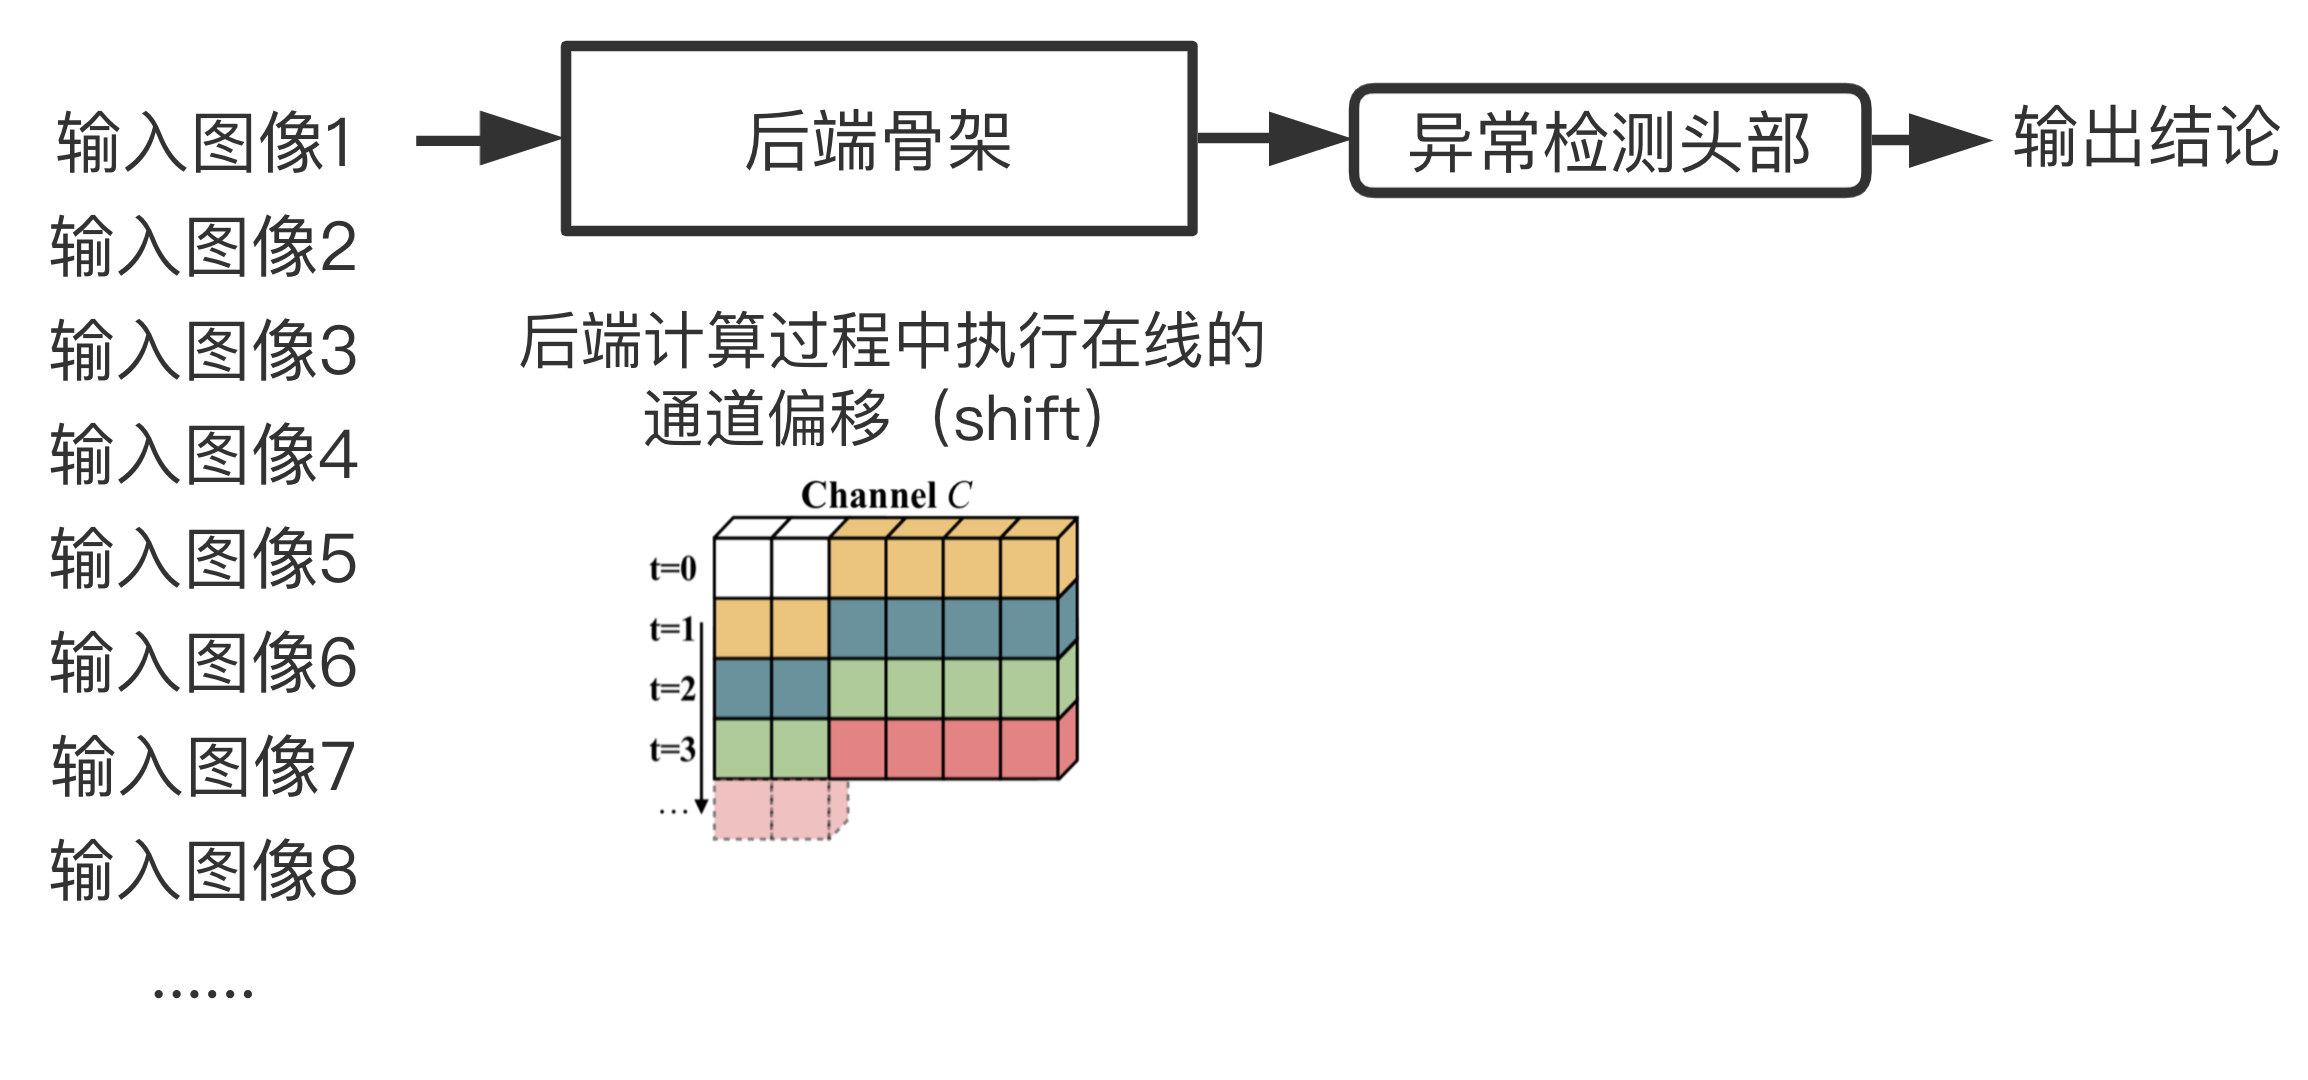 输入图像1
输入图像2
输入图像3
输入图像4
输入图像5
输入图像6
输入图像7
输入图像8
……
后端骨架
异常检测头部
输出结论
后端计算过程中执行在线的
通道偏移（shift）
Channel C
t=0
t=1
t=2
t=3
...